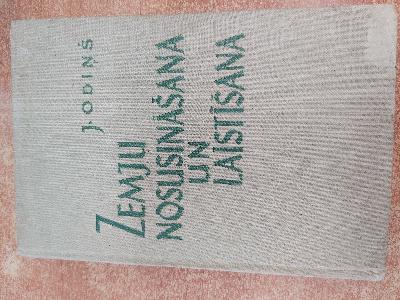 J. ODIŅŠ
ZEMJU
NOSUSINĀŠANA
UN
LAISTĪŠANA